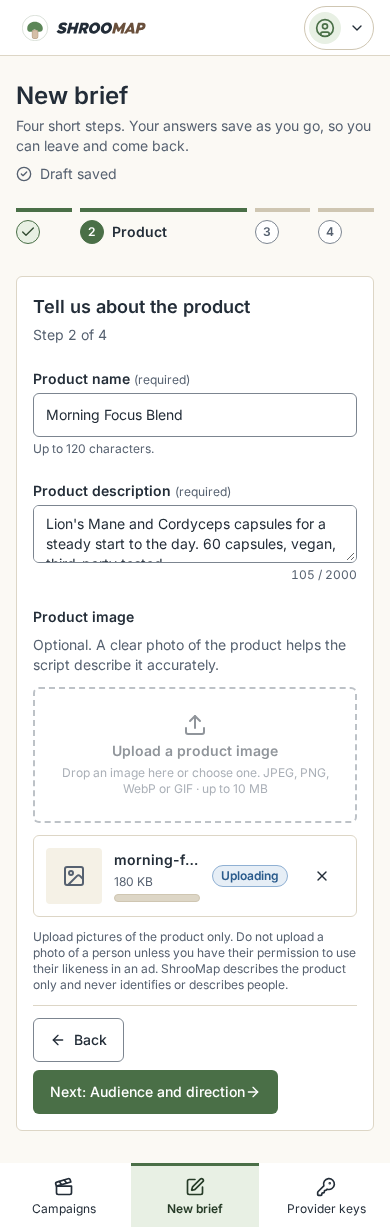 SHROOMAP
New brief
Four short steps. Your answers save as you go, so you
can leave and come back.
Draft saved
2 Product 3 4
Tell us about the product
Step 2 of 4
Product name (required)
Morning Focus Blend
Up to 120 characters.
Product description (required)
Lion's Mane and Cordyceps capsules for a
steady start to the day. 60 capsules, vegan,
third-party tested
105 / 2000
Product image
Optional. A clear photo of the product helps the
script describe it accurately.
Upload a product image
Drop an image here or choose one. JPEG, PNG,
WebP or GIF · up to 10 MB
morning-f...
180 KB
Uploading
Upload pictures of the product only. Do not upload a
photo of a person unless you have their permission to use
their likeness in an ad. ShrooMap describes the product
only and never identifies or describes people.
Back
Next: Audience and direction
Campaigns New brief Provider keys